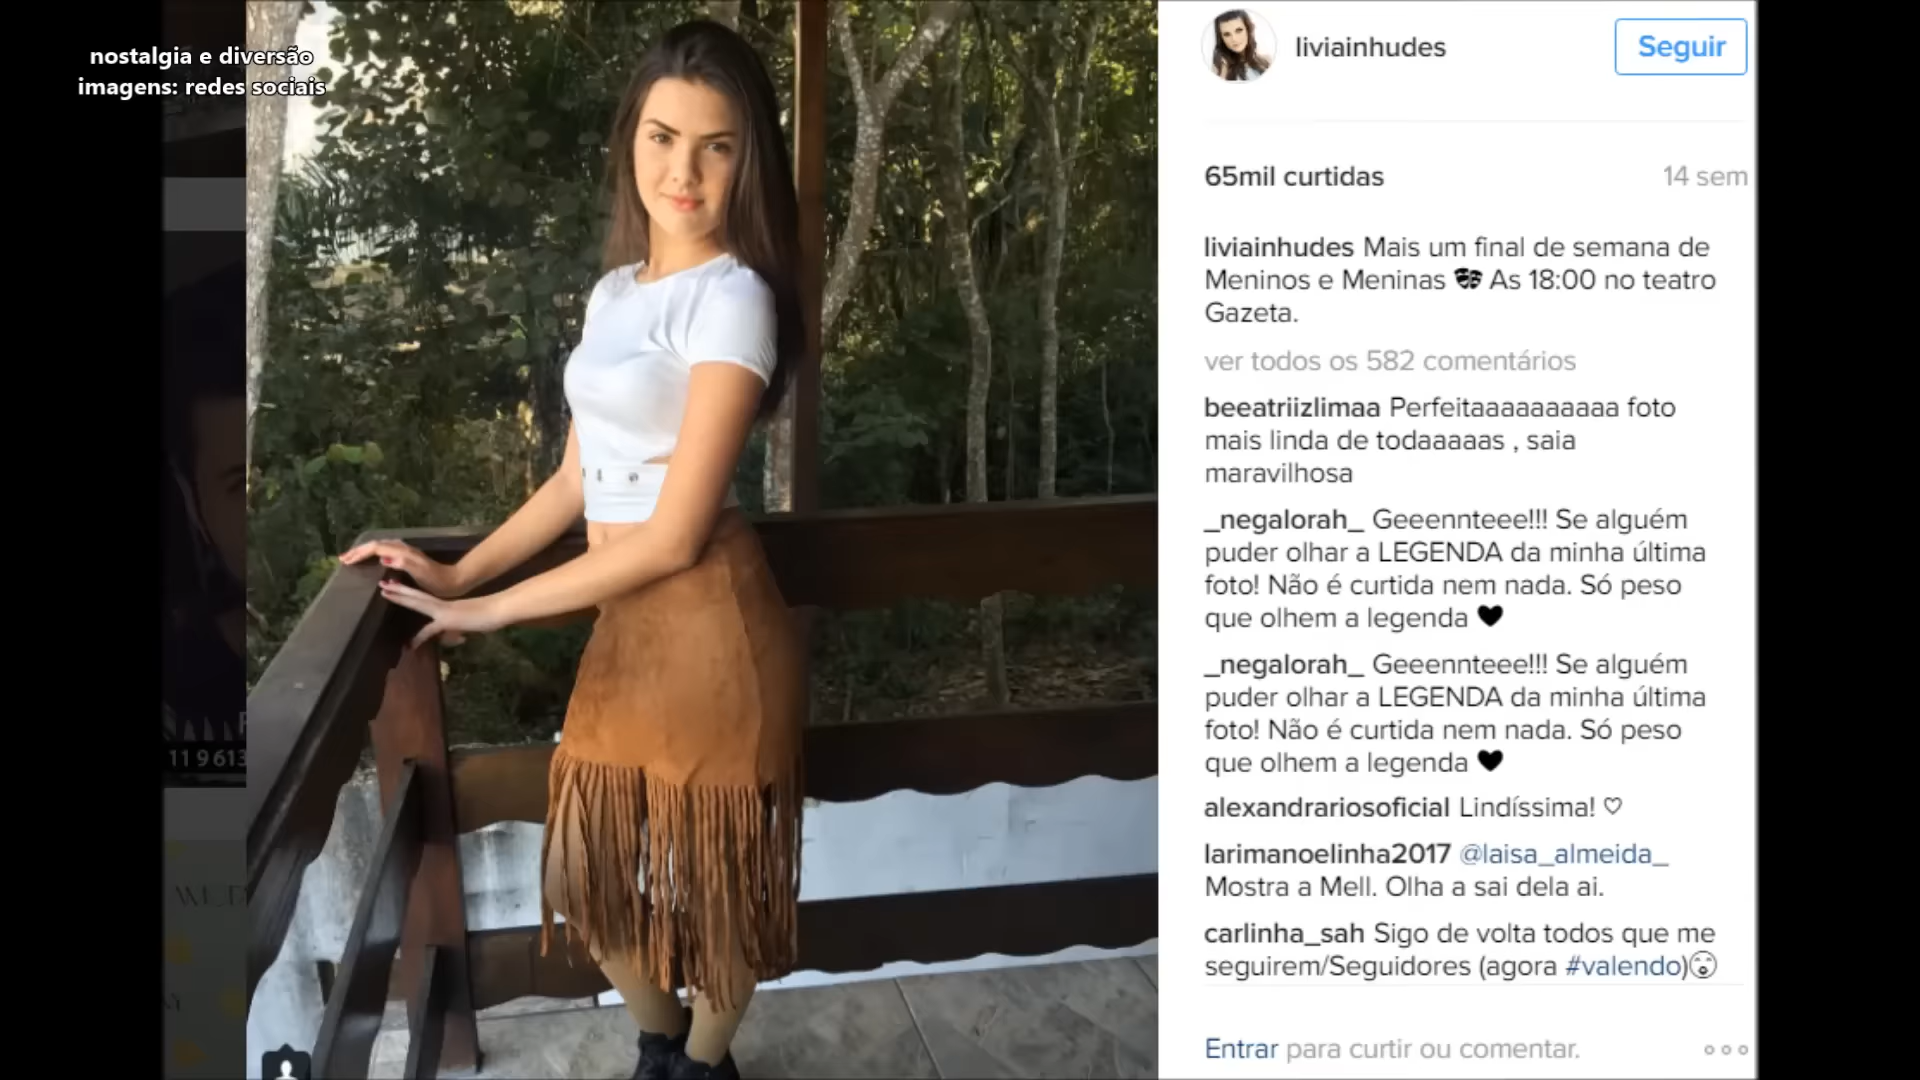 nostalgia e diversão
imagens: redes sociais
11 9 613
liviainhudes
Seguir
65mil curtidas
14 sem
liviainhudes Mais um final de semana de
Meninos e Meninas 🎭 As 18:00 no teatro
Gazeta.
ver todos os 582 comentários
beeatriizlimaa Perfeitaaaaaaaaaa foto
mais linda de todaaaaas , saia
maravilhosa
_negalorah_ Geeennteee!!! Se alguém
puder olhar a LEGENDA da minha última
foto! Não é curtida nem nada. Só peso
que olhem a legenda ♥
_negalorah_ Geeennteee!!! Se alguém
puder olhar a LEGENDA da minha última
foto! Não é curtida nem nada. Só peso
que olhem a legenda ♥
alexandrariosoficial Lindíssima! ♡
larimanoelinha2017 @laisa_almeida_
Mostra a Mell. Olha a sai dela ai.
carlinha_sah Sigo de volta todos que me
seguirem/Seguidores (agora #valendo)😮
Entrar para curtir ou comentar.